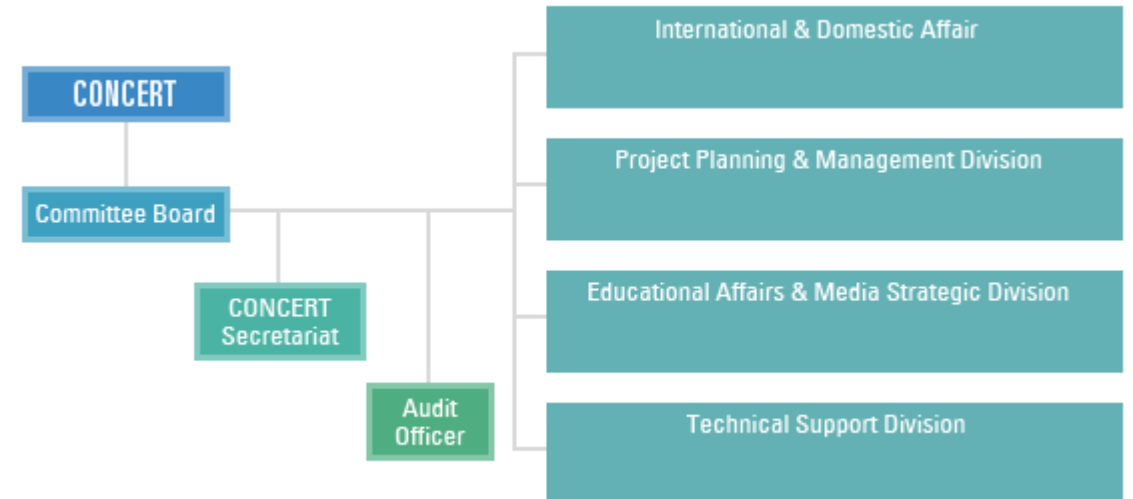 CONCERT
Committee Board
CONCERT
Secretariat
Audit
Officer
International & Domestic Affair
Project Planning & Management Division
Educational Affairs & Media Strategic Division
Technical Support Division